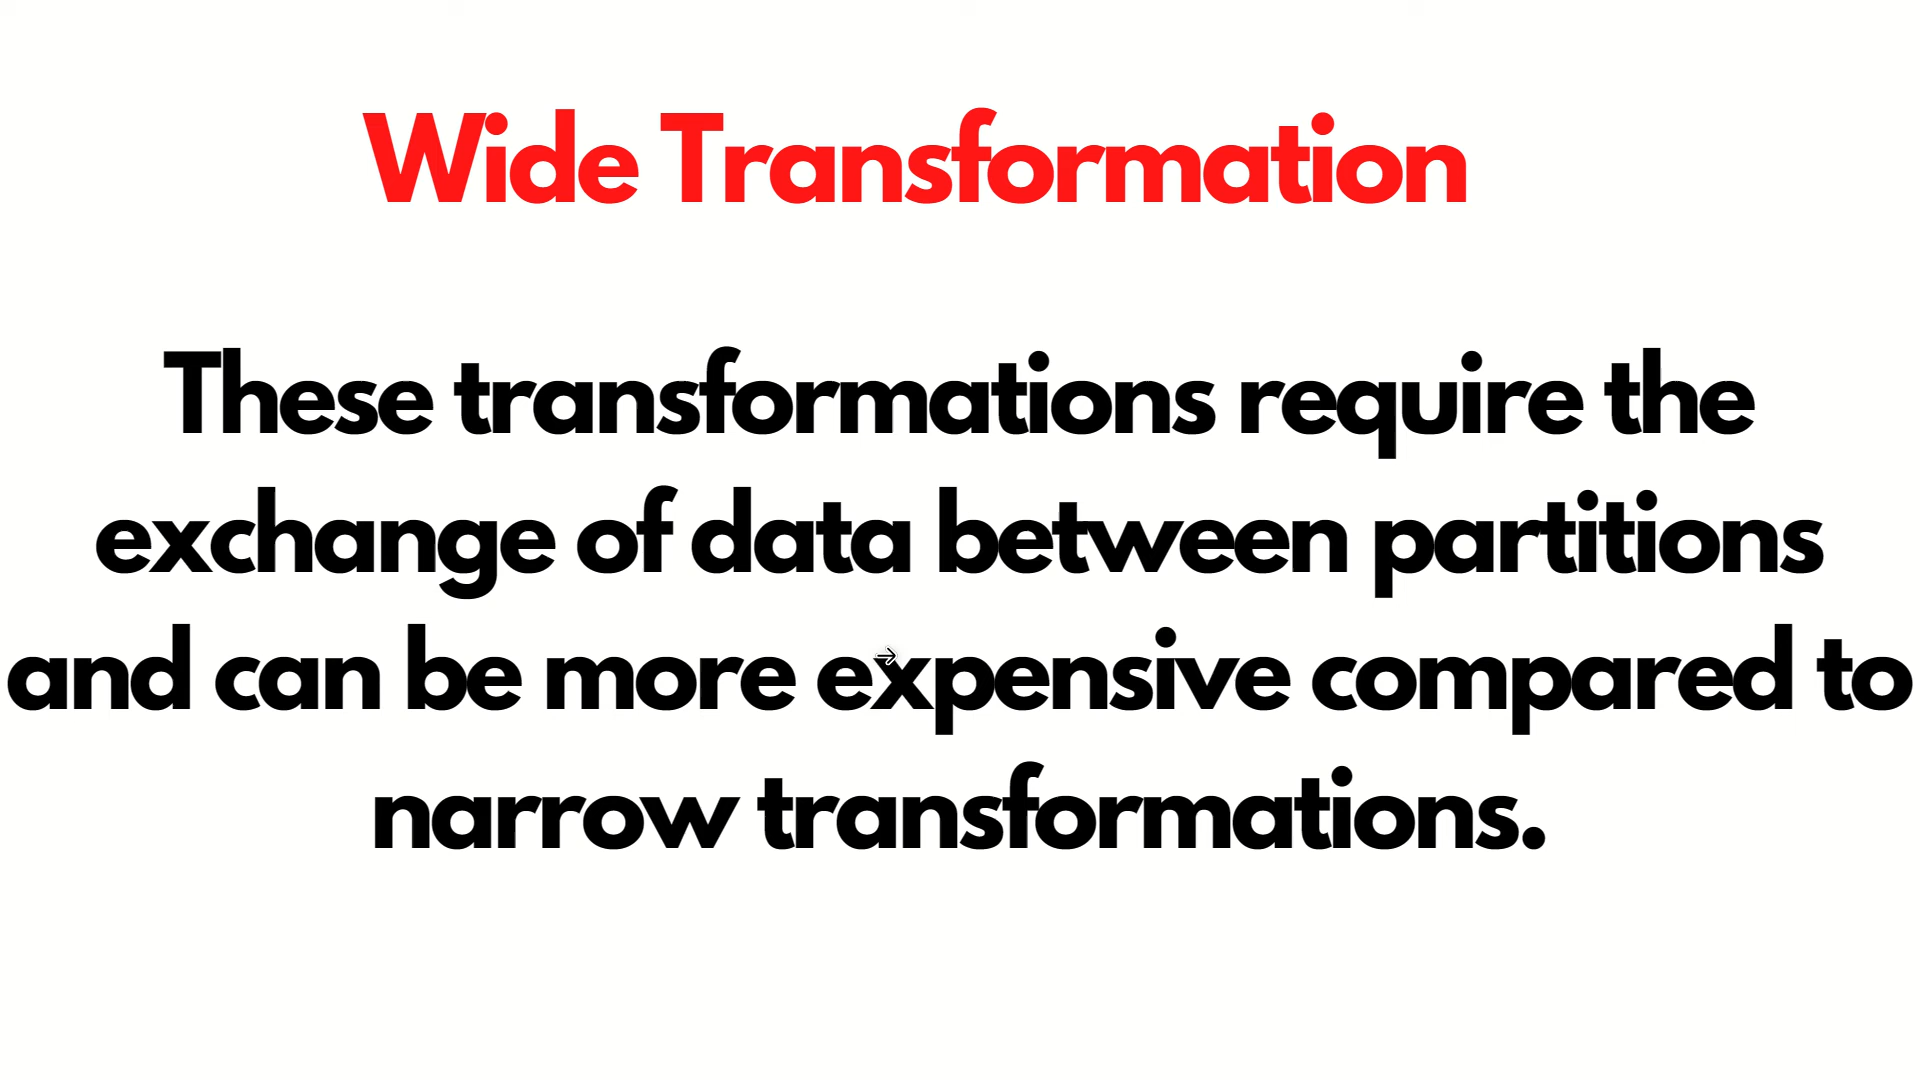 Wide Transformation
These transformations require the
exchange of data between partitions
and can be more expensive compared to
narrow transformations.